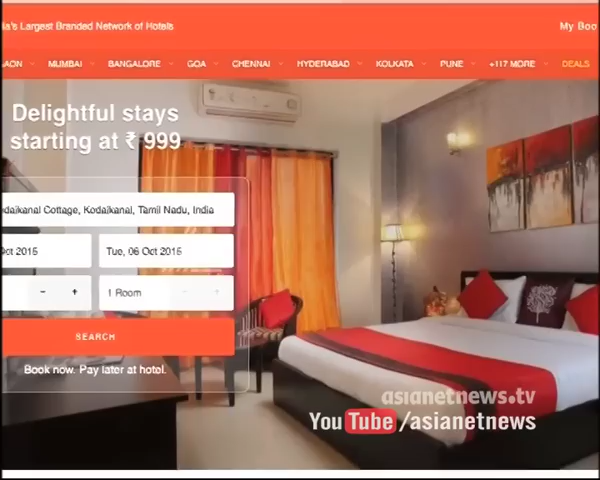 la's Largest Branded Network of Hotels
My Boo
AON MUMBAI BANGALORE GOA CHENNAI HYDERABAD KOLKATA PUNE +117 MORE DEALS
Delightful stays
starting at ₹ 999
odaikanal Cottage, Kodaikanal, Tamil Nadu, India
Oct 2015
Tue, 06 Oct 2015
- +
1 Room
- +
SEARCH
Book now. Pay later at hotel.
asianetnews.tv
YouTube /asianetnews